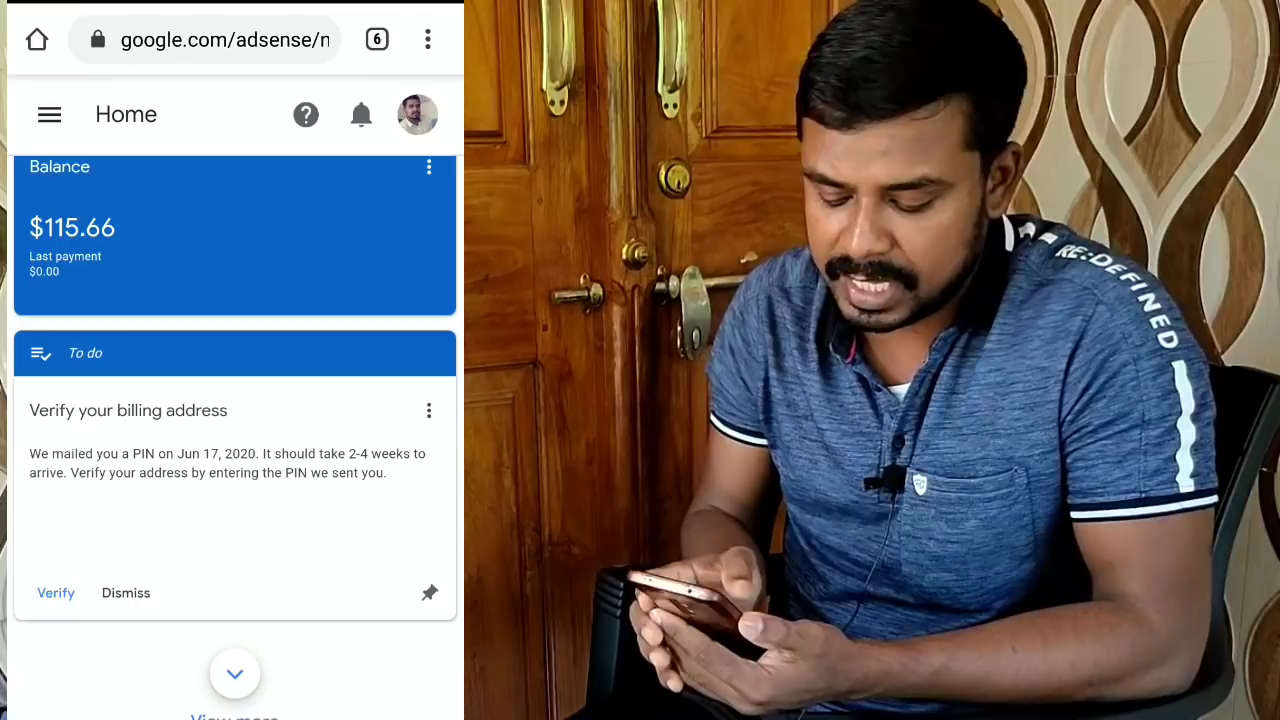 google.com/adsense/n
6
Home
Balance
$115.66
Last payment
$0.00
To do
Verify your billing address
We mailed you a PIN on Jun 17, 2020. It should take 2-4 weeks to
arrive. Verify your address by entering the PIN we sent you.
Verify
Dismiss
View more
RE:DEFINED